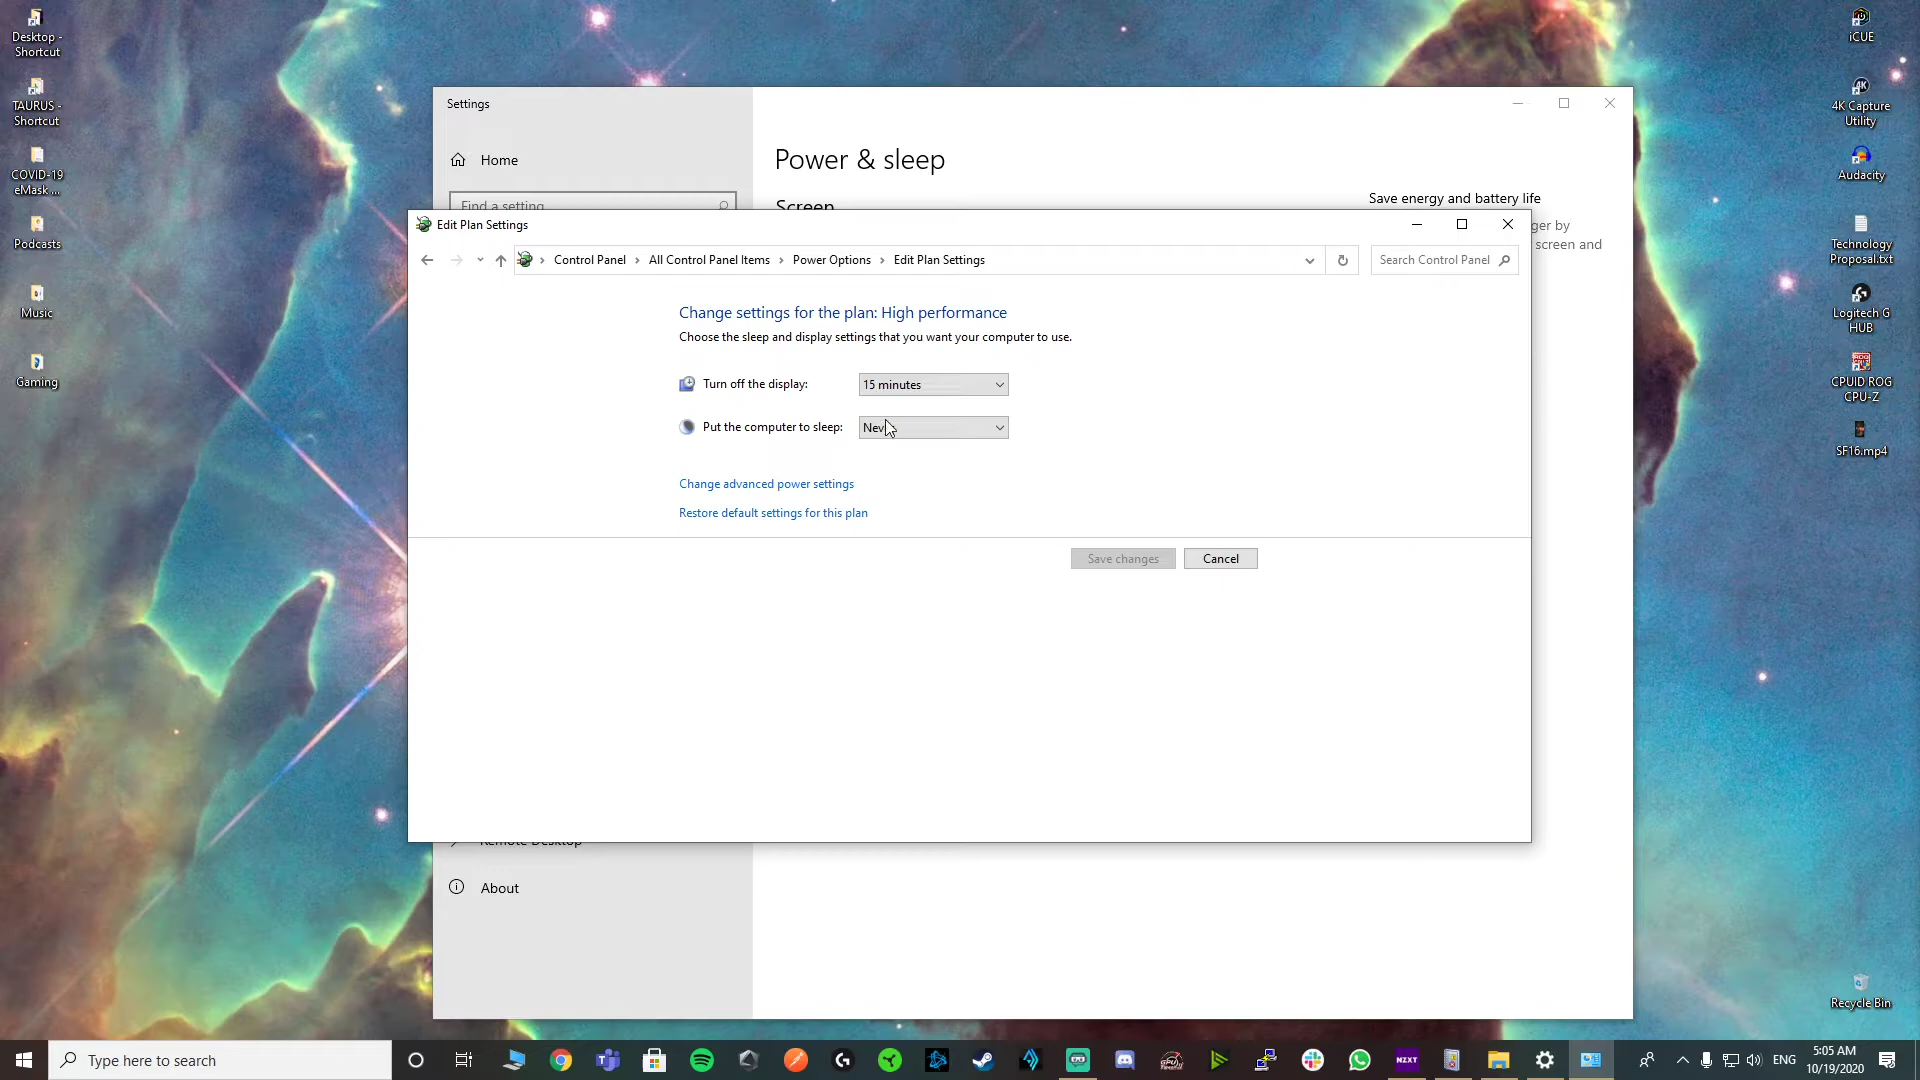 Desktop -
Shortcut
TAURUS -
Shortcut
COVID-19
eMask ...
Podcasts
Music
Gaming
iCUE
4K Capture
Utility
Audacity
Technology
Proposal.txt
Logitech G
HUB
CPUID ROG
CPU-Z
SF16.mp4
Recycle Bin
Settings
Home
Find a setting
Power & sleep
Screen
Save energy and battery life
ger by
screen and
Edit Plan Settings
Control Panel › All Control Panel Items › Power Options › Edit Plan Settings
Search Control Panel
Change settings for the plan: High performance
Choose the sleep and display settings that you want your computer to use.
Turn off the display: 15 minutes
Put the computer to sleep: Nev
Change advanced power settings
Restore default settings for this plan
Save changes Cancel
Remote Desktop
About
Type here to search
NZXT
ENG
5:05 AM
10/19/2020